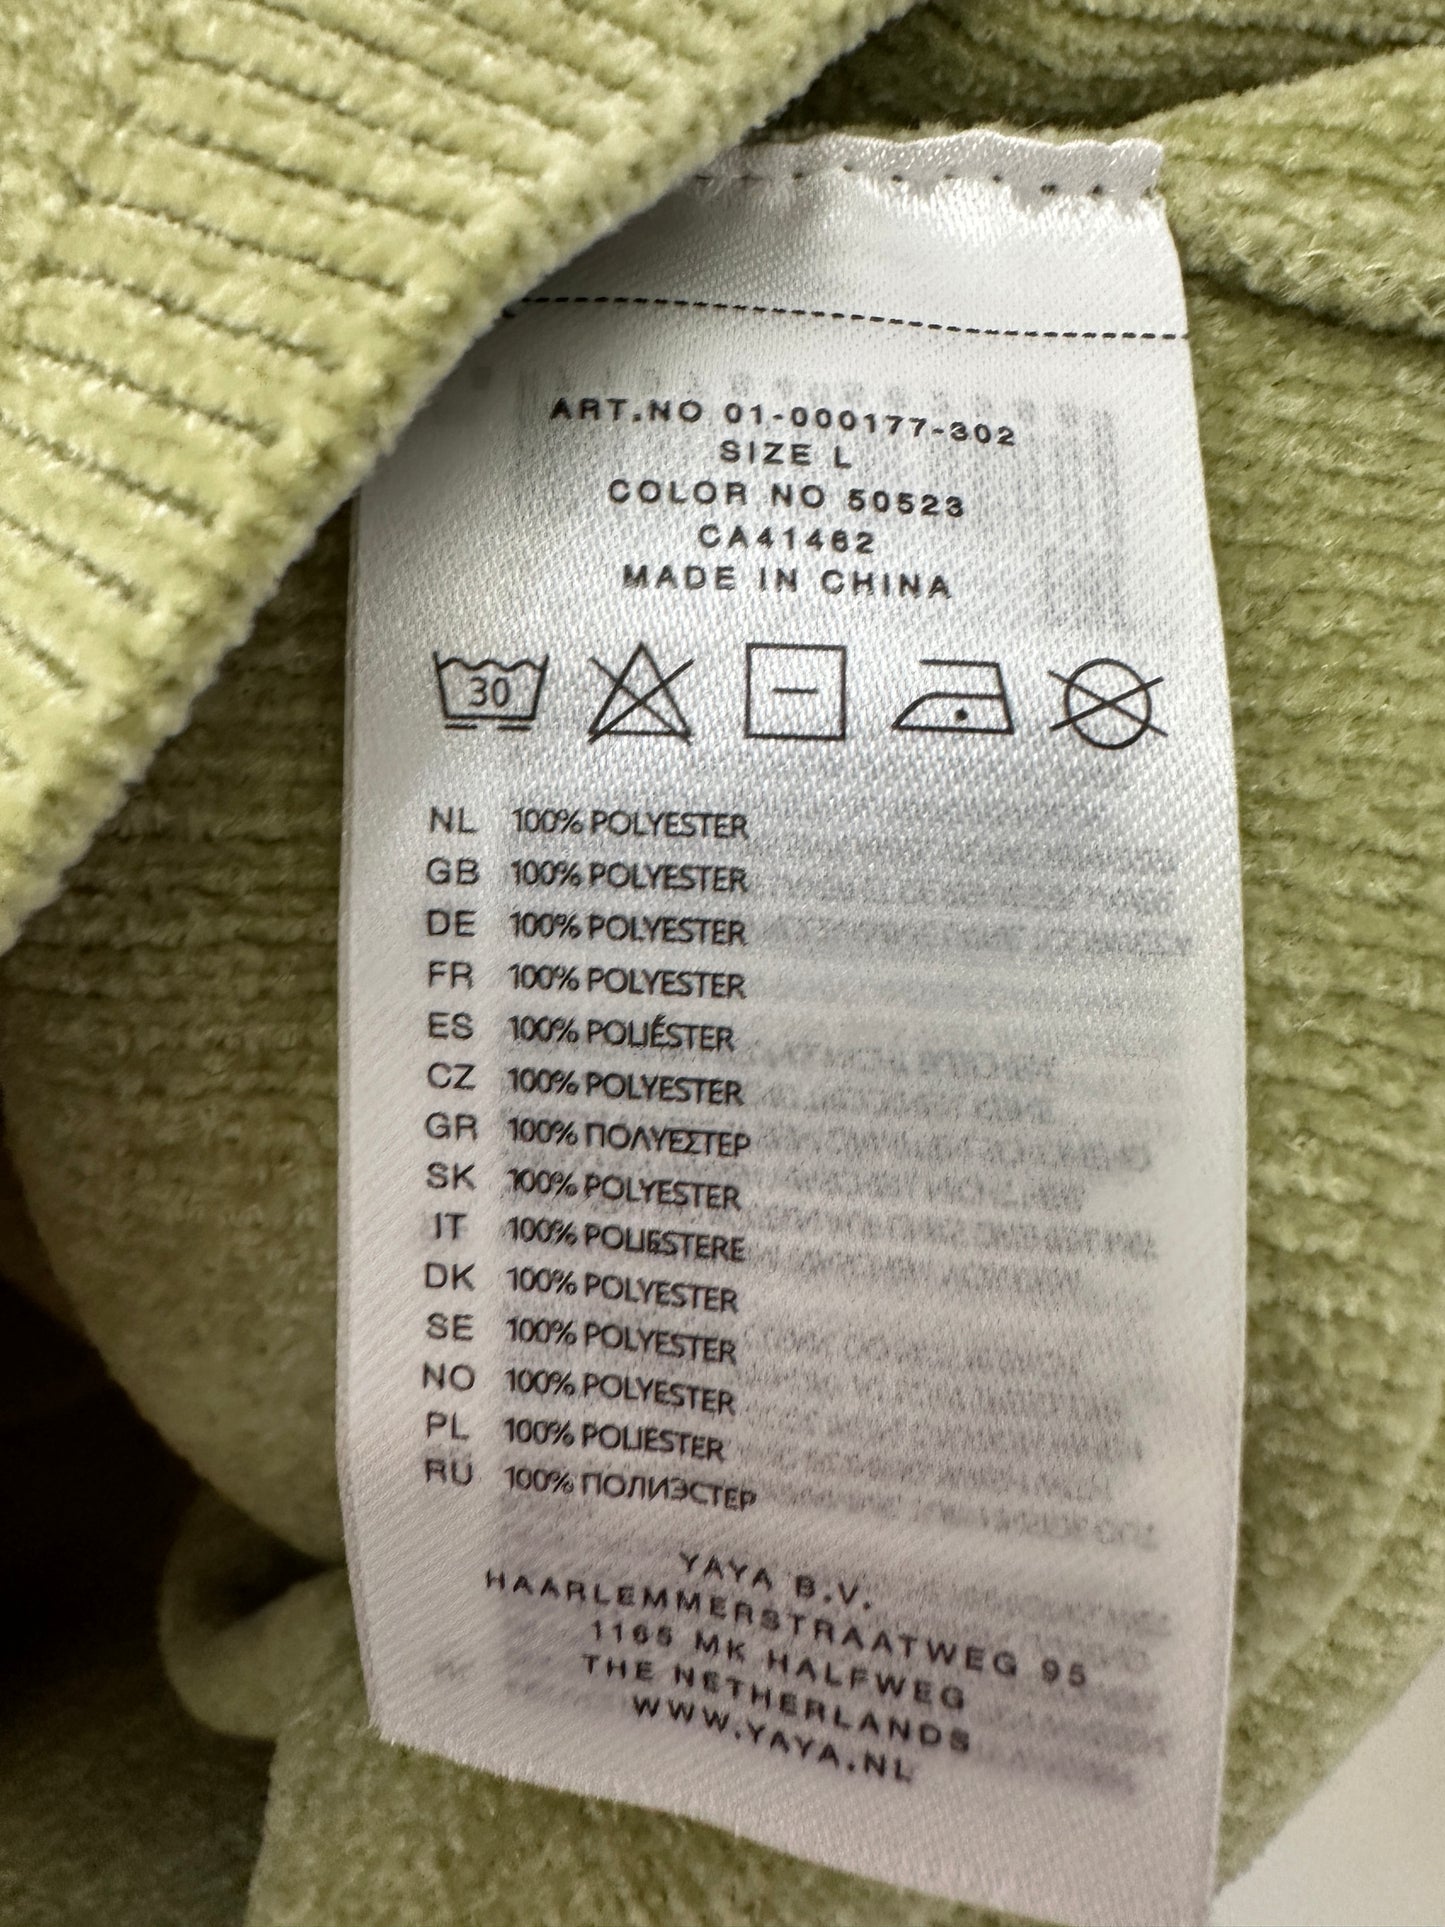 ART.NO 01-000177-302
SIZE L
COLOR NO 50523
CA41462
MADE IN CHINA
30
NL 100% POLYESTER
GB 100% POLYESTER
DE 100% POLYESTER
FR 100% POLYESTER
ES 100% POLIÉSTER
CZ 100% POLYESTER
GR 100% ΠΟΛΥΕΣΤΕΡ
SK 100% POLYESTER
IT 100% POLIESTERE
DK 100% POLYESTER
SE 100% POLYESTER
NO 100% POLYESTER
PL 100% POLIESTER
RU 100% ПОЛИЭСТЕР
YAYA B.V.
HAARLEMMERSTRAATWEG 95
1165 MK HALFWEG
THE NETHERLANDS
WWW.YAYA.NL